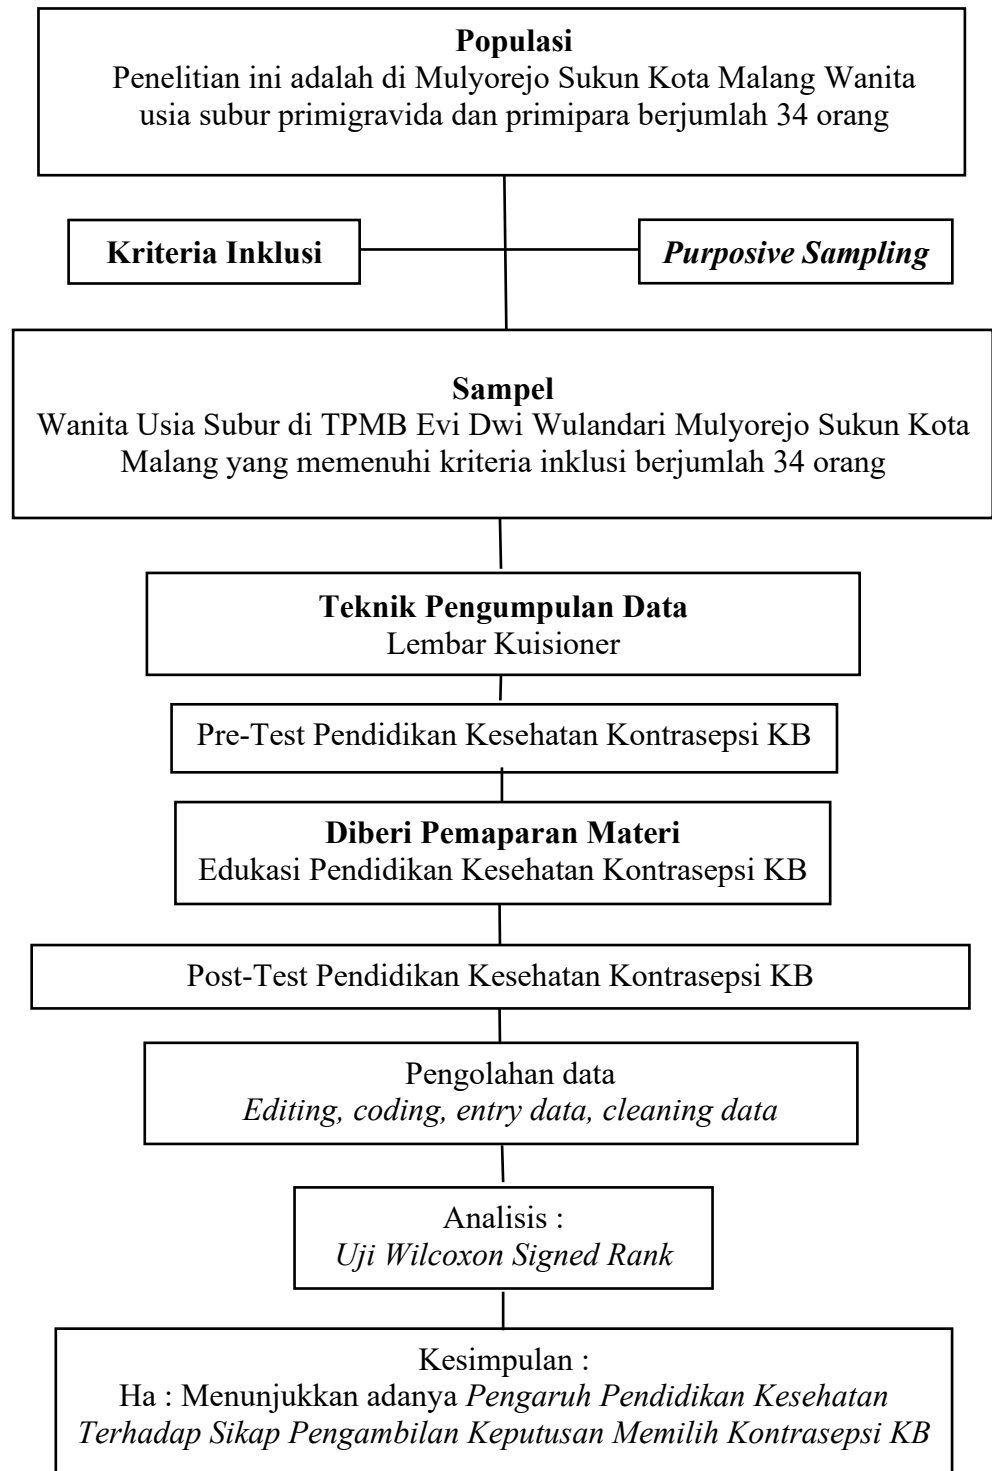 Populasi
Penelitian ini adalah di Mulyorejo Sukun Kota Malang Wanita
usia subur primigravida dan primipara berjumlah 34 orang
Kriteria Inklusi
Purposive Sampling
Sampel
Wanita Usia Subur di TPMB Evi Dwi Wulandari Mulyorejo Sukun Kota
Malang yang memenuhi kriteria inklusi berjumlah 34 orang
Teknik Pengumpulan Data
Lembar Kuisioner
Pre-Test Pendidikan Kesehatan Kontrasepsi KB
Diberi Pemaparan Materi
Edukasi Pendidikan Kesehatan Kontrasepsi KB
Post-Test Pendidikan Kesehatan Kontrasepsi KB
Pengolahan data
Editing, coding, entry data, cleaning data
Analisis :
Uji Wilcoxon Signed Rank
Kesimpulan :
Ha : Menunjukkan adanya Pengaruh Pendidikan Kesehatan
Terhadap Sikap Pengambilan Keputusan Memilih Kontrasepsi KB